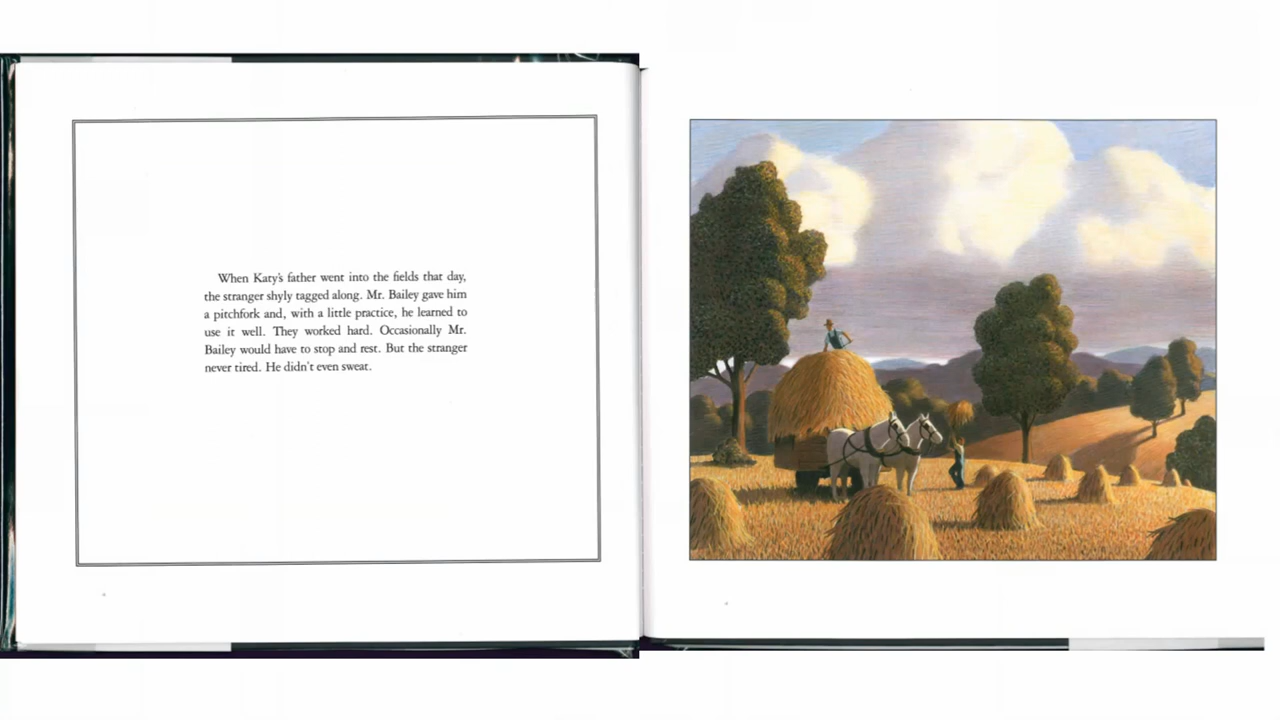 When Katy's father went into the fields that day,
the stranger shyly tagged along. Mr. Bailey gave him
a pitchfork and, with a little practice, he learned to
use it well. They worked hard. Occasionally Mr.
Bailey would have to stop and rest. But the stranger
never tired. He didn't even sweat.